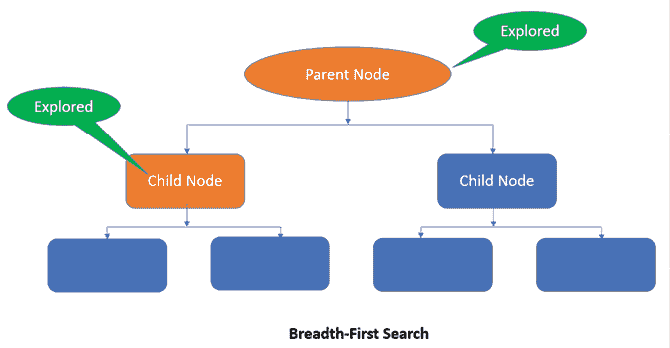 Explored
Parent Node
Explored
Child Node
Child Node
Breadth-First Search